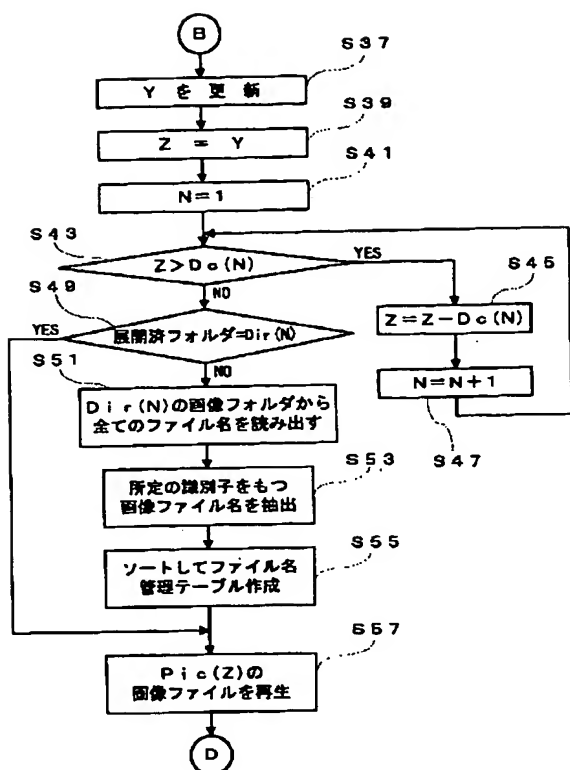 B
S37
Yを更新
S39
Z = Y
S41
N=1
S43
Z>Dc(N)
YES
S45
NO
Z=Z-Dc(N)
S49
YES
展開済フォルダ=Dir(N)
N=N+1
S47
NO
S51
Dir(N)の画像フォルダから
全てのファイル名を読み出す
S53
所定の識別子をもつ
画像ファイル名を抽出
S55
ソートしてファイル名
管理テーブル作成
S57
Pic(Z)の
画像ファイルを再生
D